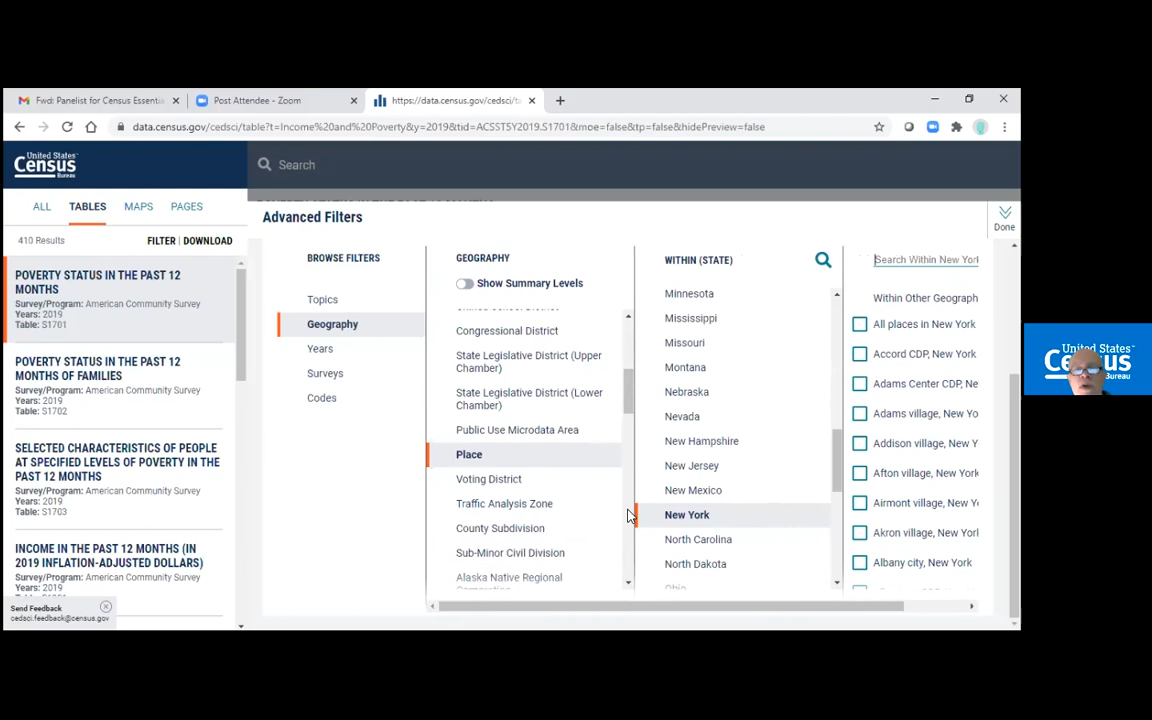 Fwd: Panelist for Census Essentia
Post Attendee - Zoom
https://data.census.gov/cedsci/ta
data.census.gov/cedsci/table?t=Income%20and%20Poverty&y=2019&tid=ACSST5Y2019.S1701&moe=false&tp=false&hidePreview=false
United States
Census
Bureau
Search
ALL
TABLES
MAPS
PAGES
410 Results
FILTER | DOWNLOAD
POVERTY STATUS IN THE PAST 12
MONTHS
Survey/Program: American Community Survey
Years: 2019
Table: S1701
POVERTY STATUS IN THE PAST 12
MONTHS OF FAMILIES
Survey/Program: American Community Survey
Years: 2019
Table: S1702
SELECTED CHARACTERISTICS OF PEOPLE
AT SPECIFIED LEVELS OF POVERTY IN THE
PAST 12 MONTHS
Survey/Program: American Community Survey
Years: 2019
Table: S1703
INCOME IN THE PAST 12 MONTHS (IN
2019 INFLATION-ADJUSTED DOLLARS)
Survey/Program: American Community Survey
Years: 2019
Send Feedback
cedsci.feedback@census.gov
Advanced Filters
Done
BROWSE FILTERS
Topics
Geography
Years
Surveys
Codes
GEOGRAPHY
Show Summary Levels
Congressional District
State Legislative District (Upper
Chamber)
State Legislative District (Lower
Chamber)
Public Use Microdata Area
Place
Voting District
Traffic Analysis Zone
County Subdivision
Sub-Minor Civil Division
Alaska Native Regional
WITHIN (STATE)
Minnesota
Mississippi
Missouri
Montana
Nebraska
Nevada
New Hampshire
New Jersey
New Mexico
New York
North Carolina
North Dakota
Ohio
Search Within New York
Within Other Geograph
All places in New York
Accord CDP, New York
Adams Center CDP, Ne
Adams village, New Yo
Addison village, New Y
Afton village, New York
Airmont village, New Yo
Akron village, New York
Albany city, New York
United States
Census
Bureau